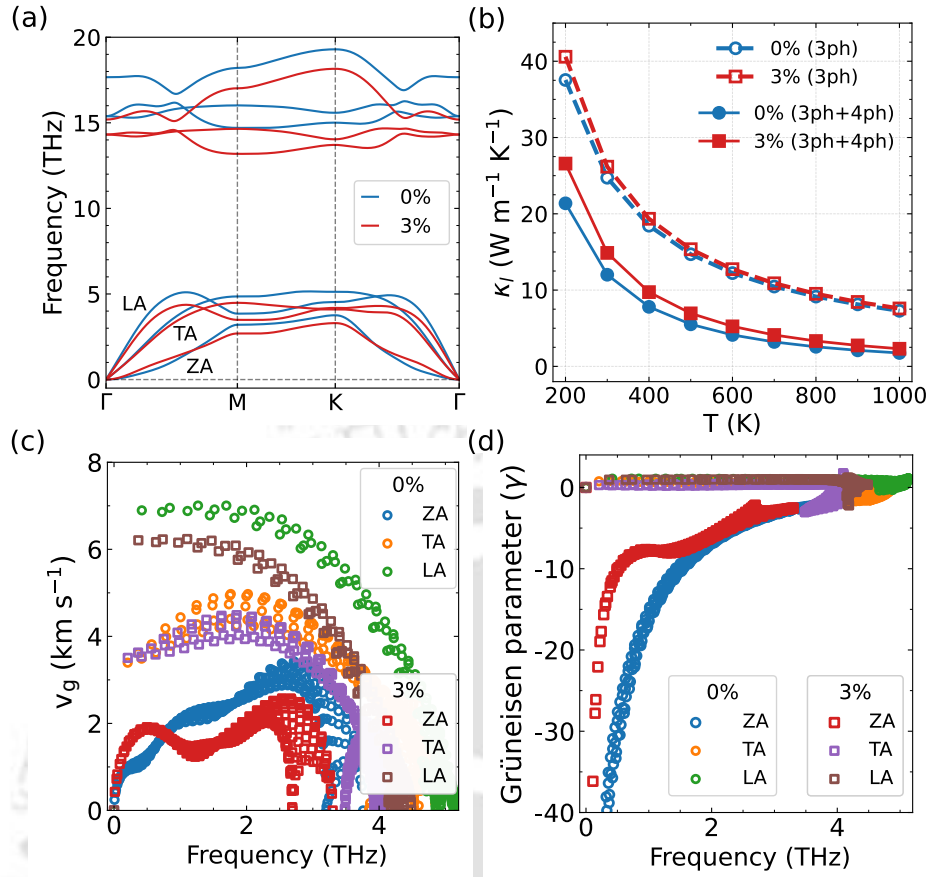 (a)
Frequency (THz)
20
15
10
5
0
LA
TA
ZA
0%
3%
Γ M K Γ
(b)
κl (W m−1 K−1)
40
30
20
10
0
0% (3ph)
3% (3ph)
0% (3ph+4ph)
3% (3ph+4ph)
200 400 600 800 1000
T (K)
(c)
vg (km s−1)
8
6
4
2
0
0%
ZA
TA
LA
3%
ZA
TA
LA
0 2 4
Frequency (THz)
(d)
Grüneisen parameter (γ)
0
-10
-20
-30
-40
0%
ZA
TA
LA
3%
ZA
TA
LA
0 2 4
Frequency (THz)